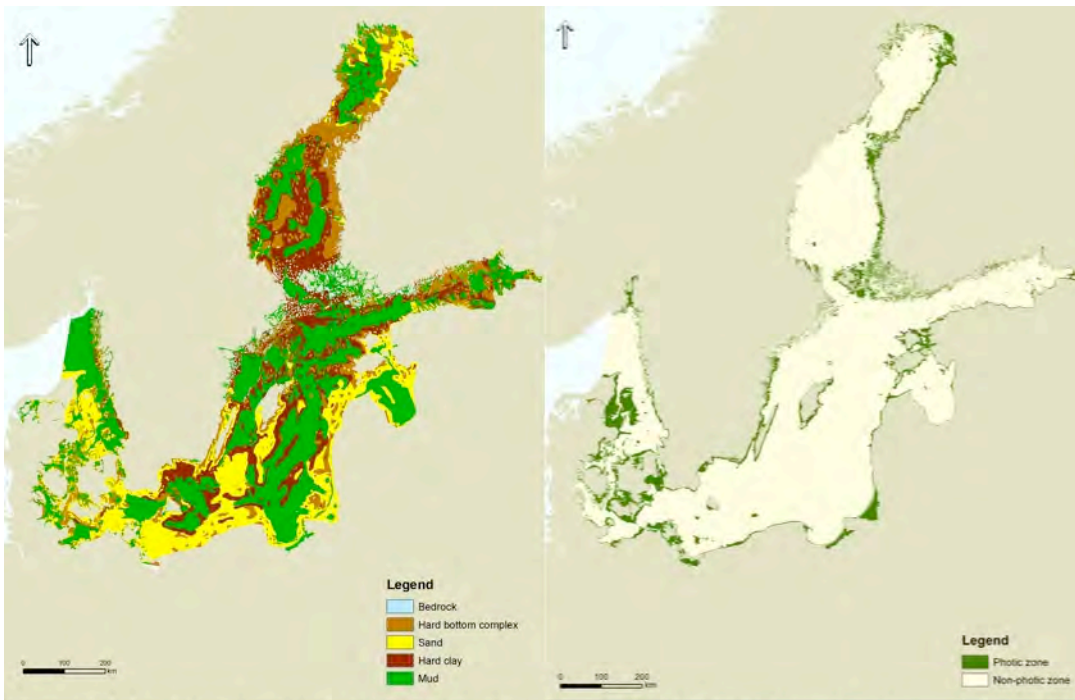 Legend
Bedrock
Hard bottom complex
Sand
Hard clay
Mud
0 100 200
km
Legend
Photic zone
Non-photic zone
0 100 200
km